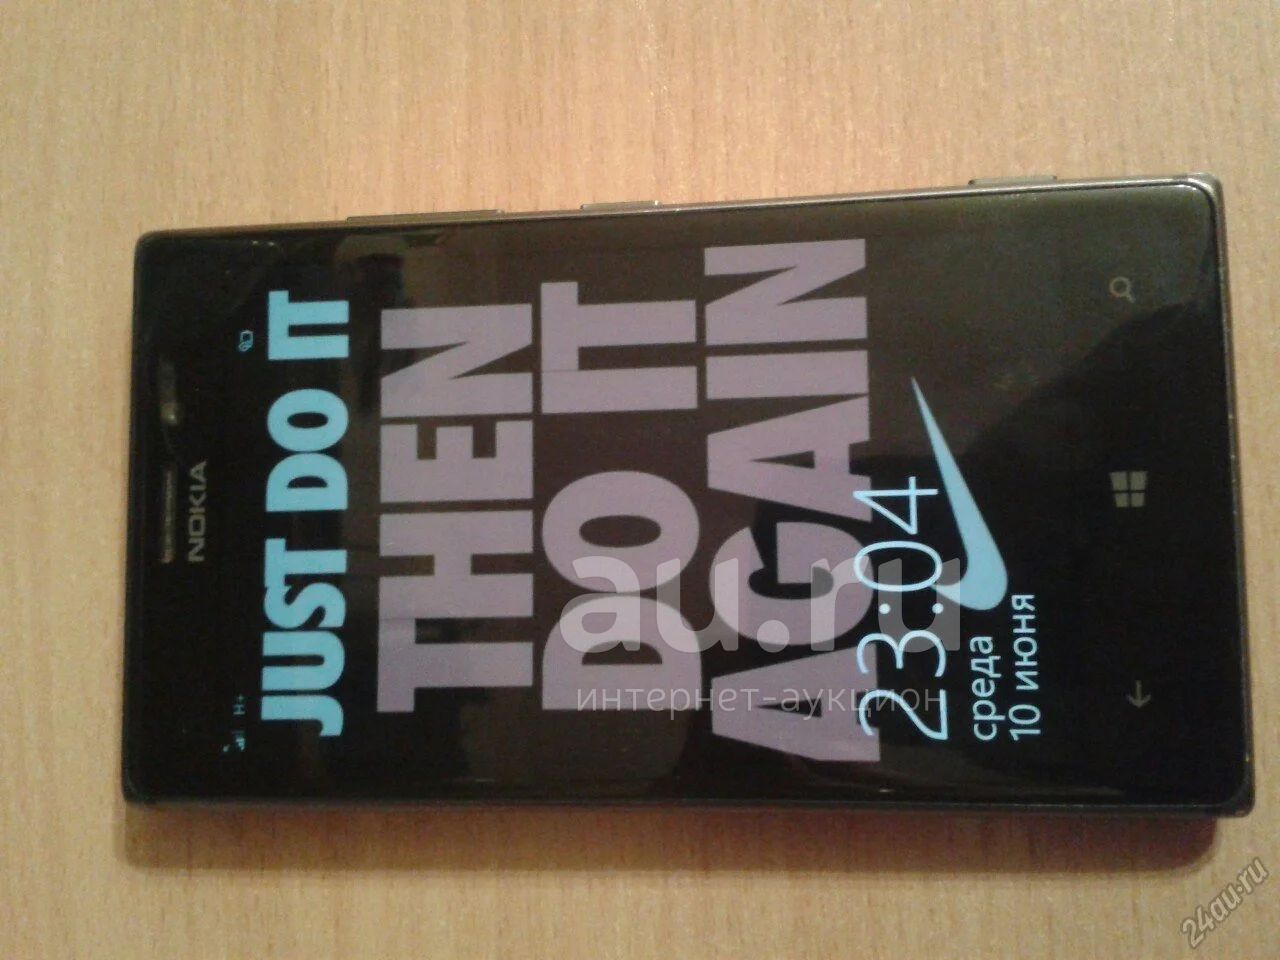 NOKIA
H+
JUST DO IT
THEN
DO IT
AGAIN
23:04
среда
10 июня
au.ru
интернет-аукцион
24au.ru